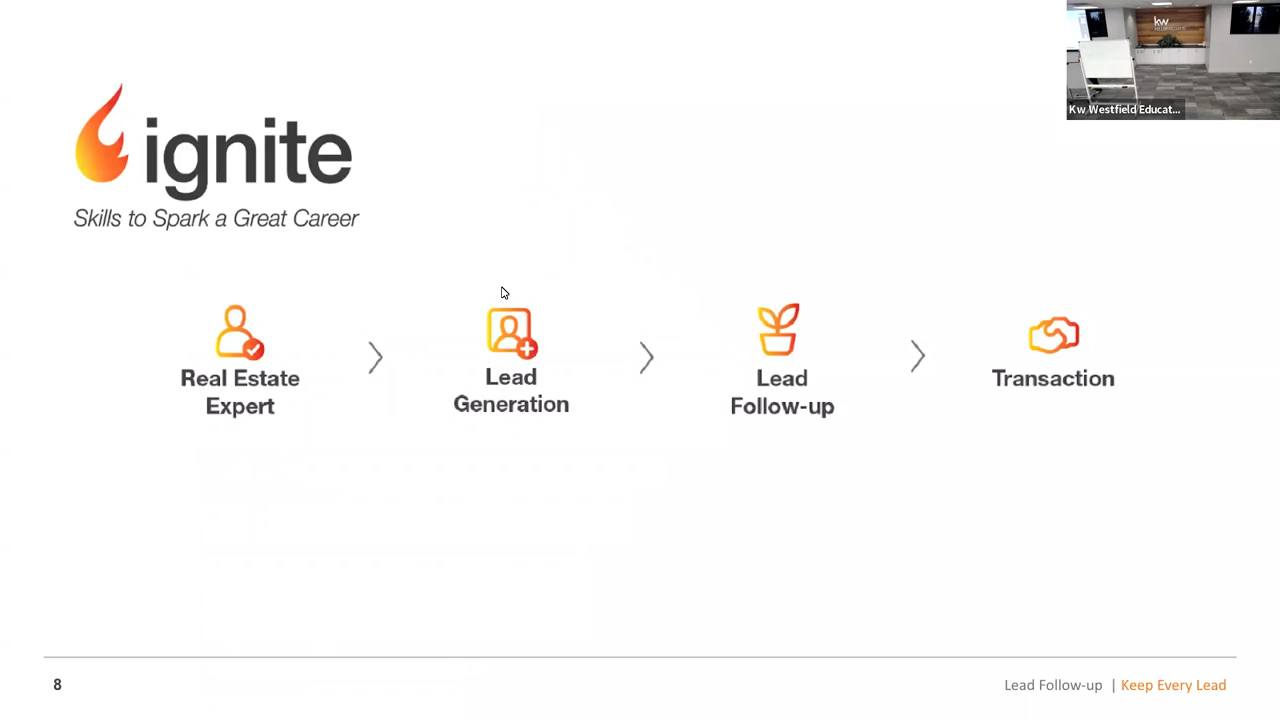 kw
Kw Westfield Educat...
ignite
Skills to Spark a Great Career
Real Estate
Expert
Lead
Generation
Lead
Follow-up
Transaction
8
Lead Follow-up | Keep Every Lead